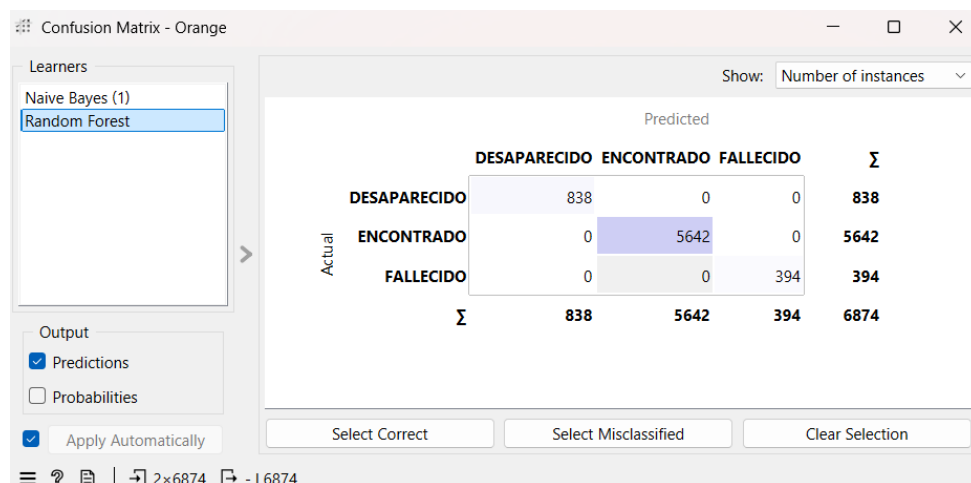 Confusion Matrix - Orange
Learners
Naive Bayes (1)
Random Forest
Output
Predictions
Probabilities
Apply Automatically
2×6874
- | 6874
Show: Number of instances
Predicted
DESAPARECIDO ENCONTRADO FALLECIDO Σ
Actual
DESAPARECIDO 838 0 0 838
ENCONTRADO 0 5642 0 5642
FALLECIDO 0 0 394 394
Σ 838 5642 394 6874
Select Correct Select Misclassified Clear Selection